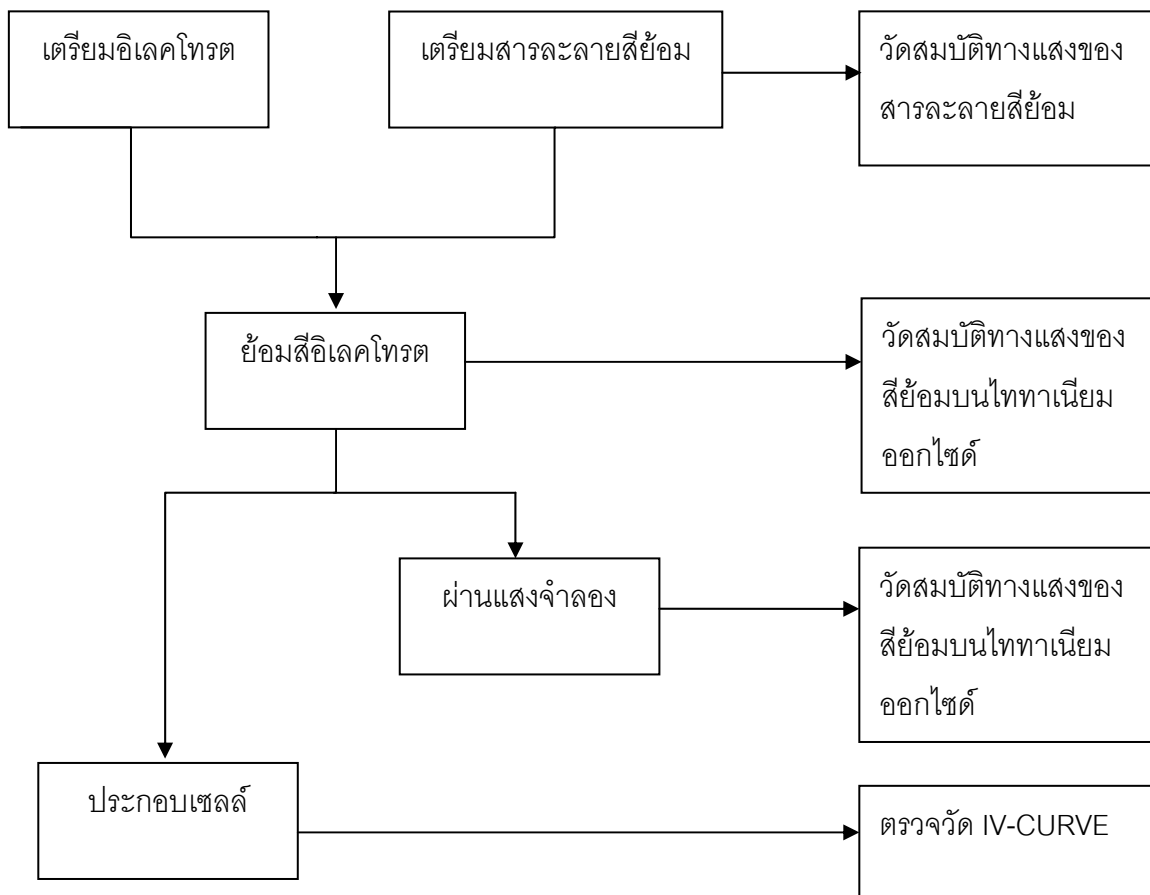 เตรียมอิเลคโทรต
เตรียมสารละลายสีย้อม
วัดสมบัติทางแสงของ
สารละลายสีย้อม
ย้อมสีอิเลคโทรต
วัดสมบัติทางแสงของ
สีย้อมบนไททาเนียม
ออกไซด์
ผ่านแสงจำลอง
วัดสมบัติทางแสงของ
สีย้อมบนไททาเนียม
ออกไซด์
ประกอบเซลล์
ตรวจวัด IV-CURVE